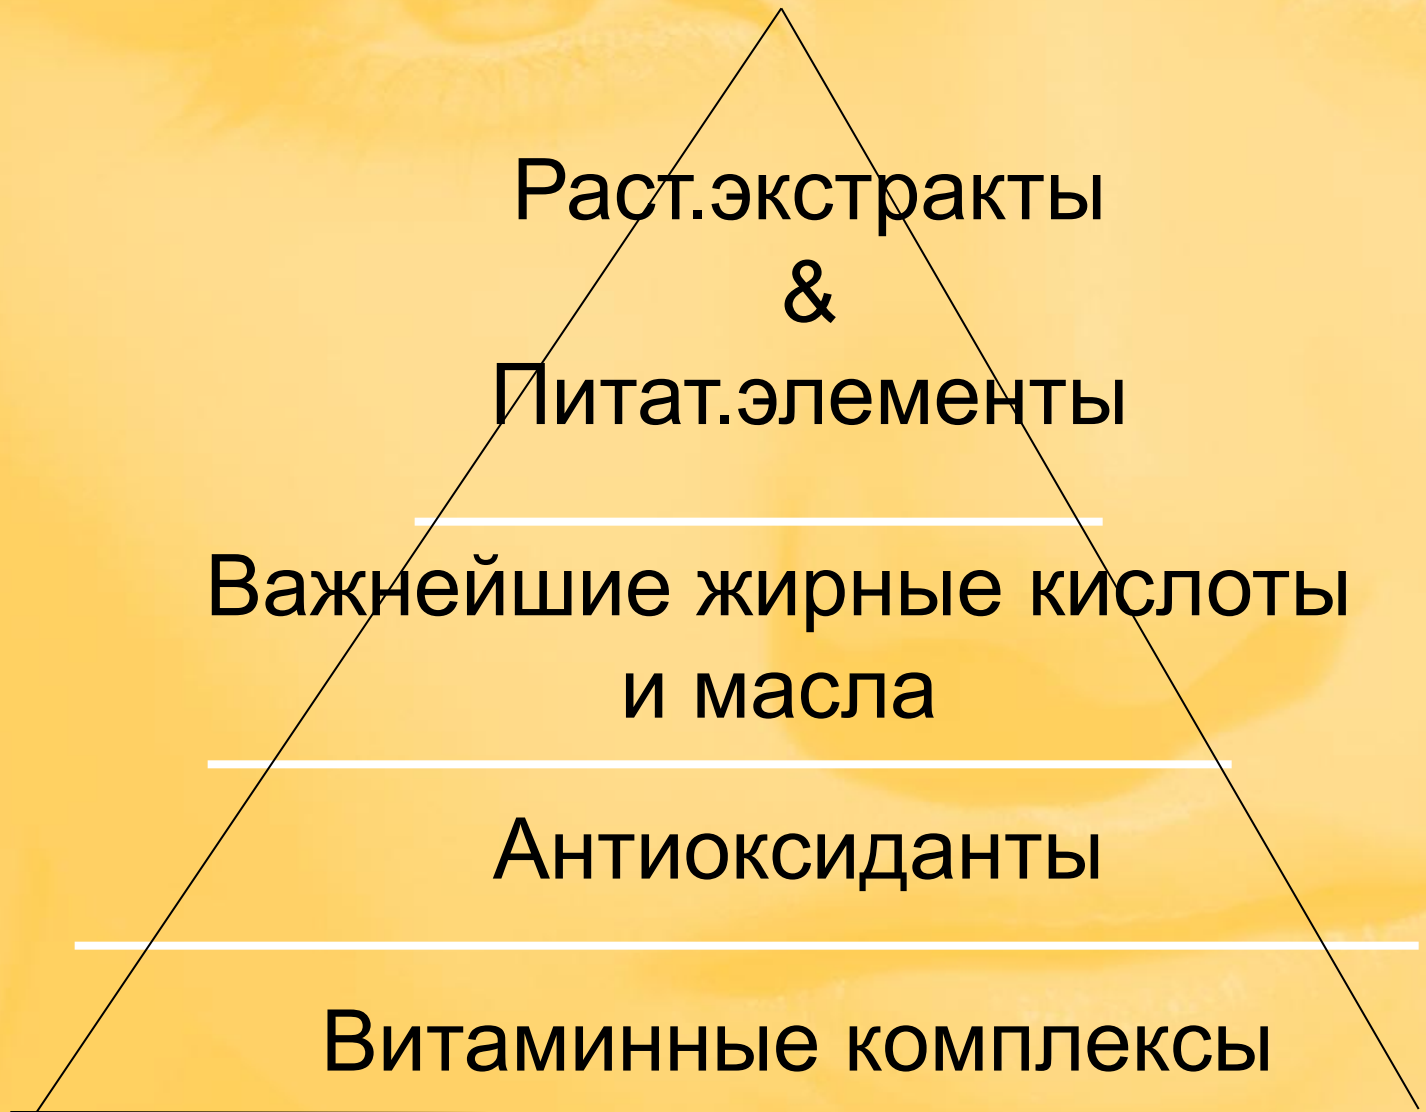 Раст.экстракты
&
Питат.элементы
Важнейшие жирные кислоты
и масла
Антиоксиданты
Витаминные комплексы